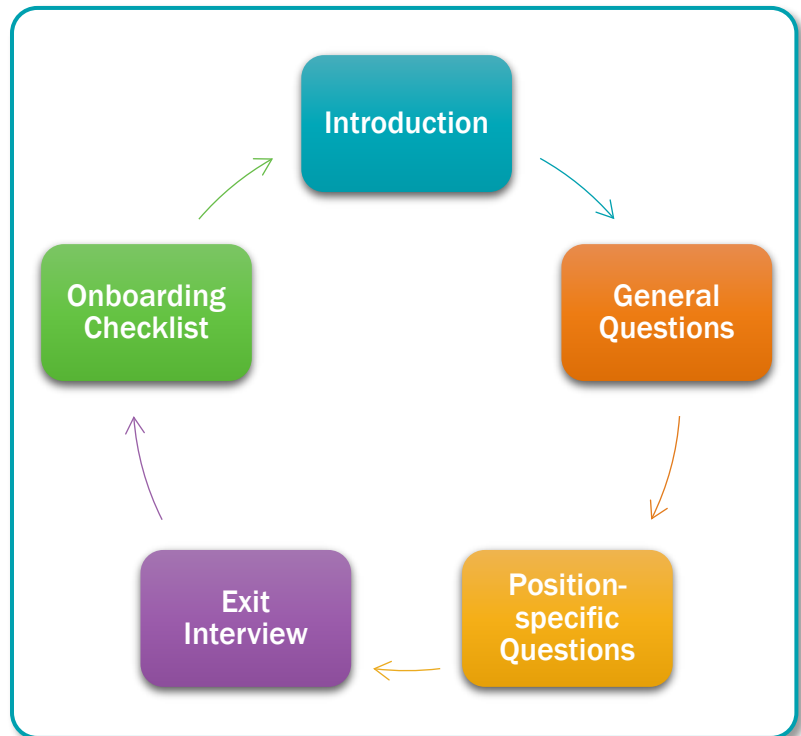 Introduction
General
Questions
Position-
specific
Questions
Exit
Interview
Onboarding
Checklist